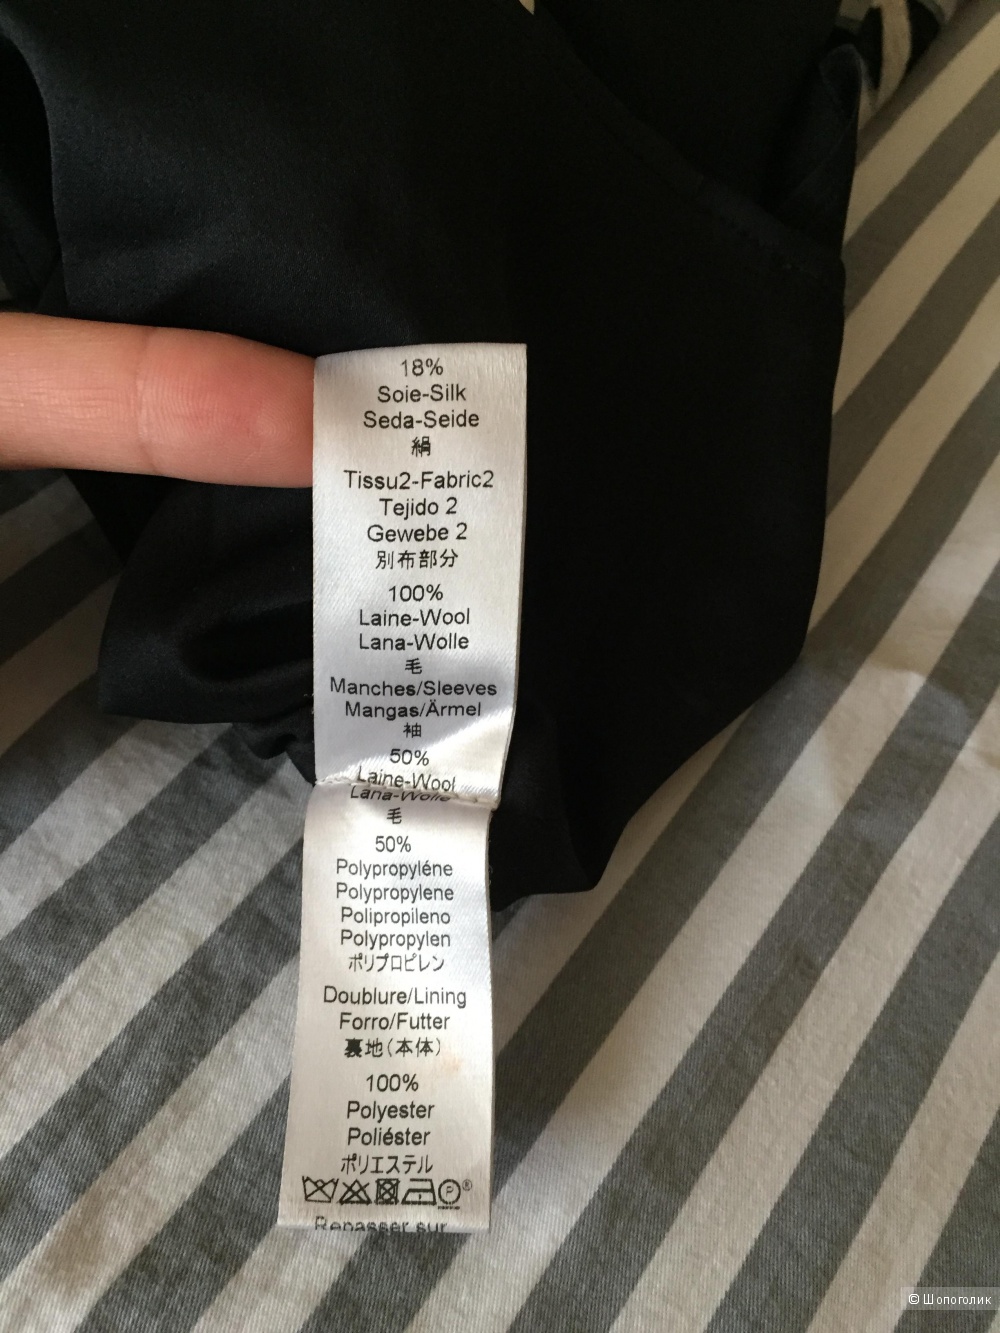 18%
Soie-Silk
Seda-Seide
絹
Tissu2-Fabric2
Tejido 2
Gewebe 2
別布部分
100%
Laine-Wool
Lana-Wolle
毛
Manches/Sleeves
Mangas/Ärmel
袖
50%
Laine-Wool
Lana-Wolle
毛
50%
Polypropyléne
Polypropylene
Polipropileno
Polypropylen
ポリプロピレン
Doublure/Lining
Forro/Futter
裏地(本体)
100%
Polyester
Poliéster
ポリエステル
P®
Repasser sur
© Шопоголик